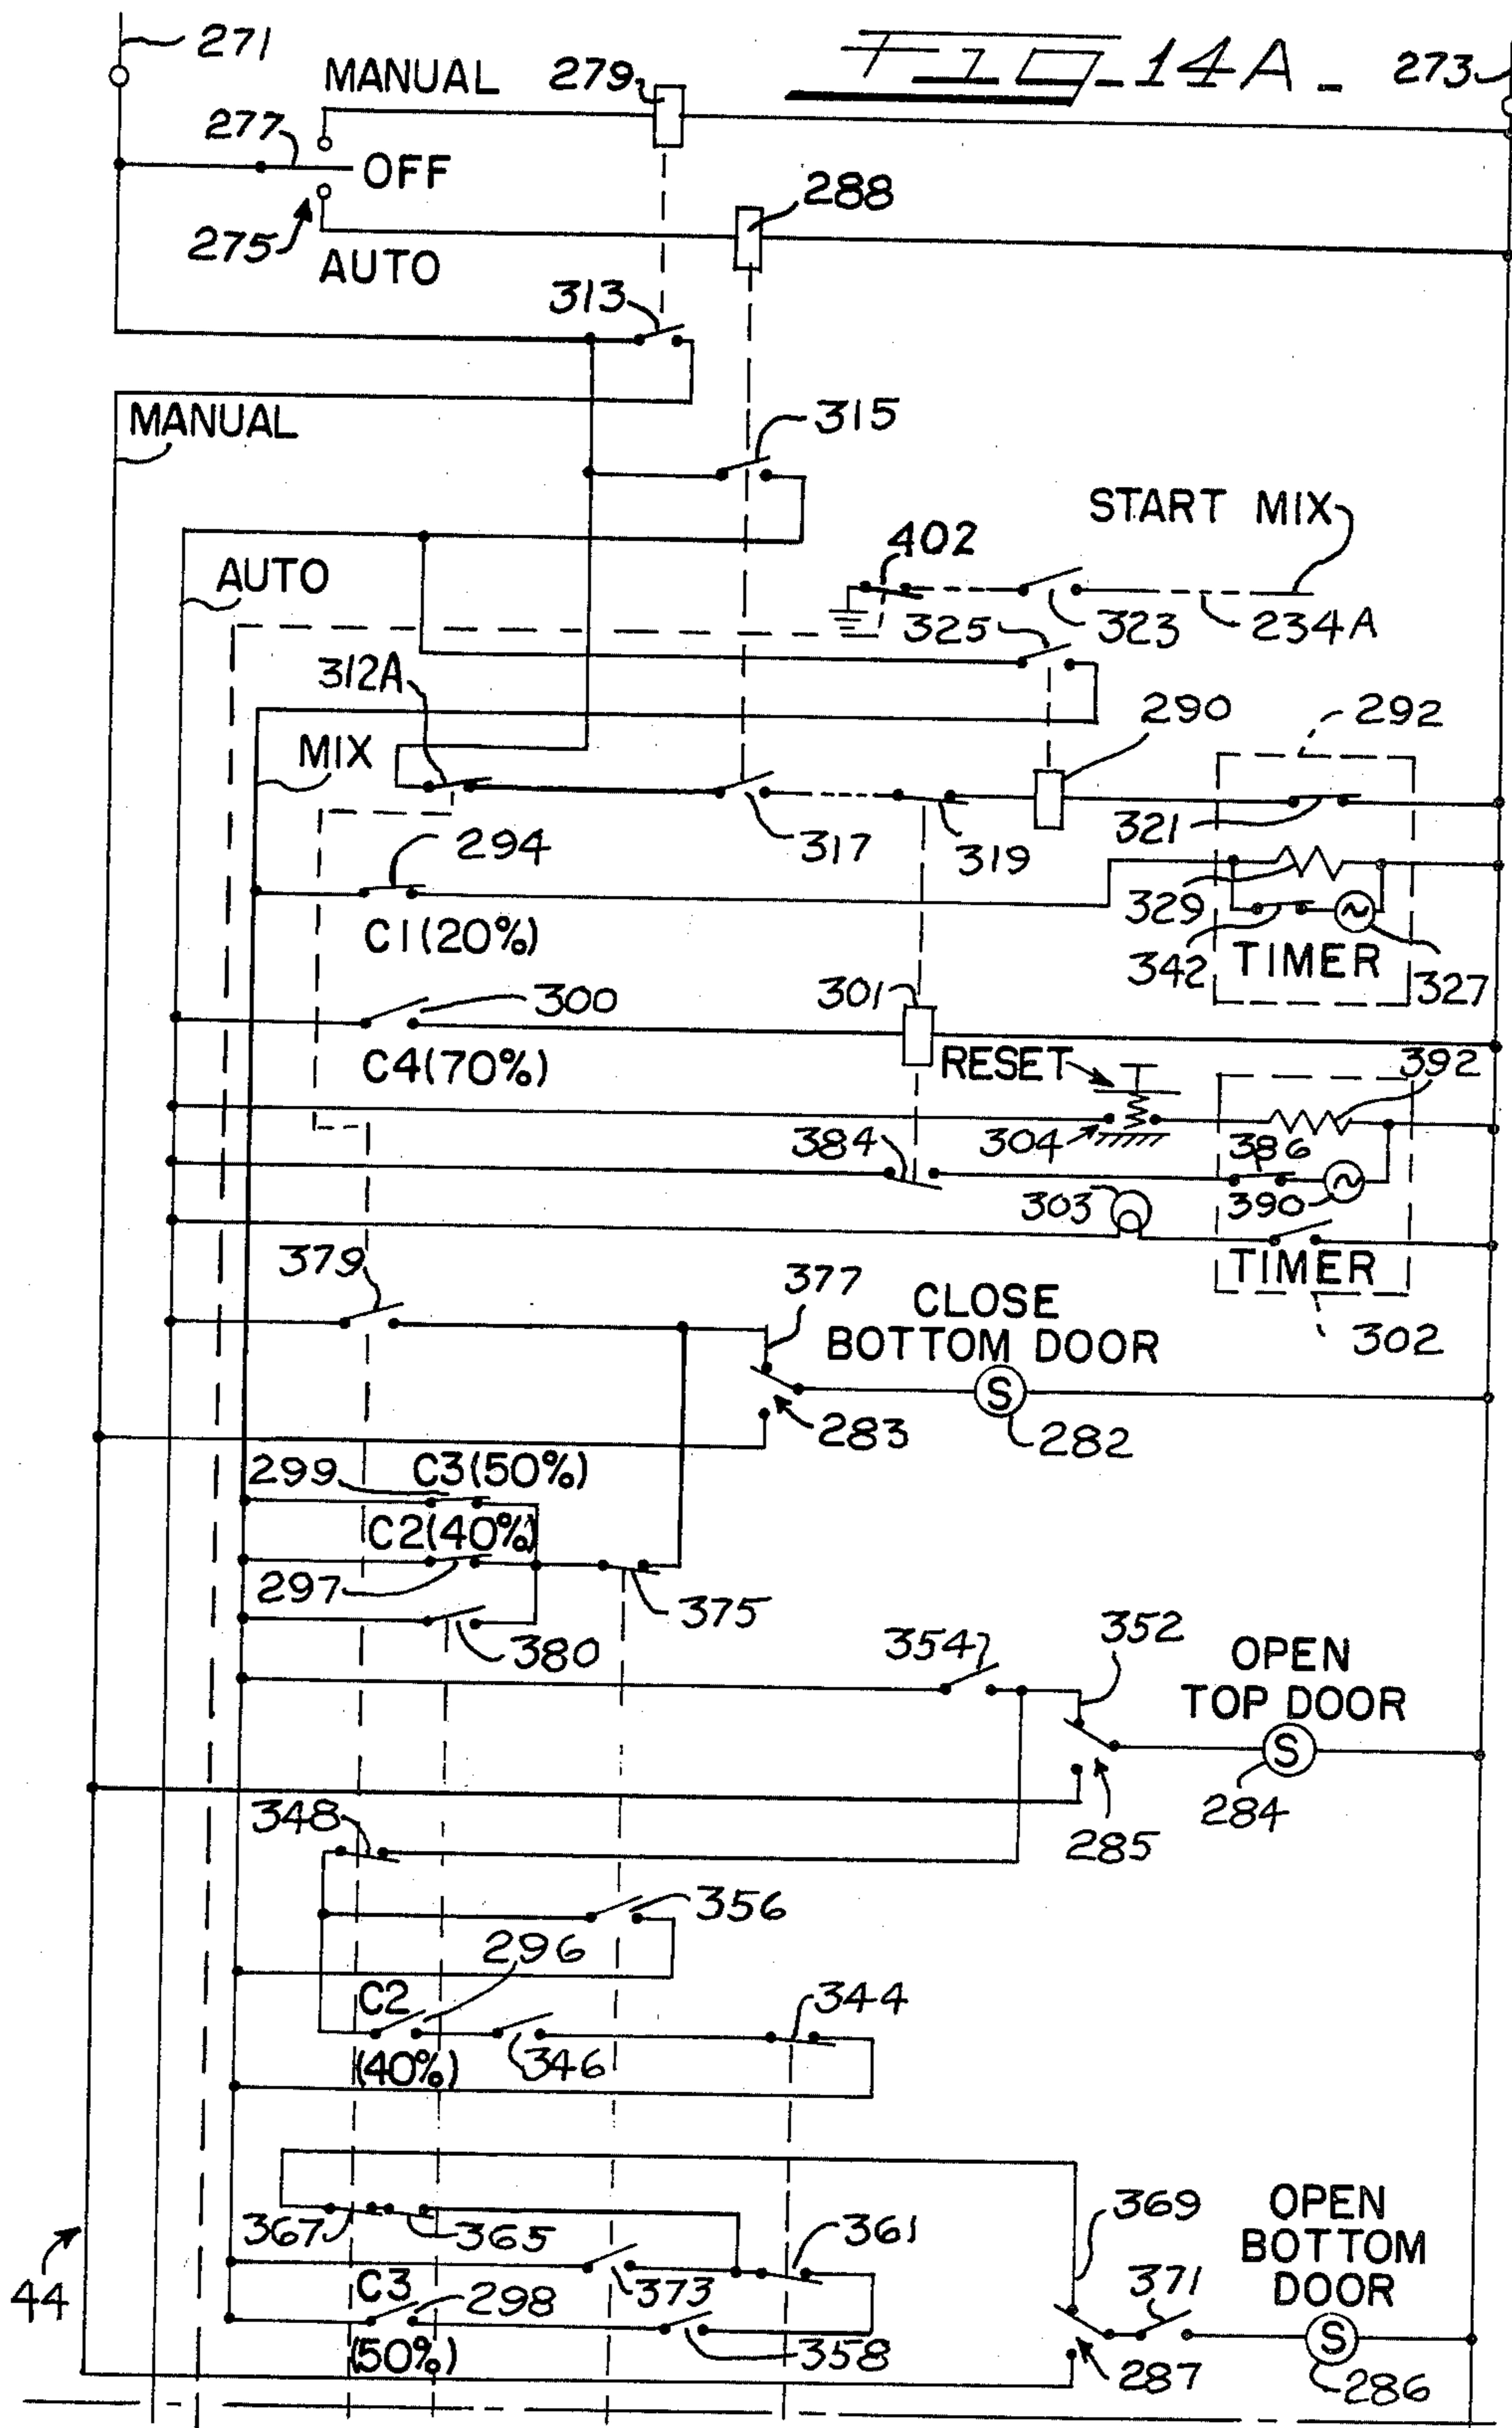 271
MANUAL
279
FIG-14A-
273
277
OFF
288
275
AUTO
313
MANUAL
315
START MIX
402
AUTO
325
323
234A
312A
290
292
MIX
321
317
319
294
329
C1(20%)
342
TIMER
327
300
301
C4(70%)
RESET
392
304
384
386
303
390
379
TIMER
377
CLOSE
BOTTOM DOOR
302
283
282
299
C3(50%)
C2(40%)
297
375
380
354
352
OPEN
TOP DOOR
284
348
285
356
296
C2
344
(40%)
346
369
OPEN
BOTTOM
DOOR
367
365
361
371
44
C3
298
373
(50%)
358
287
286